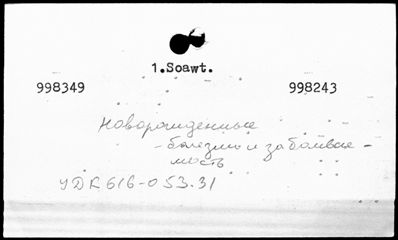 1.Soawt.
998349 998243
Новорожденные
- болезни и заболевае-
мость
УДК 616-053.31